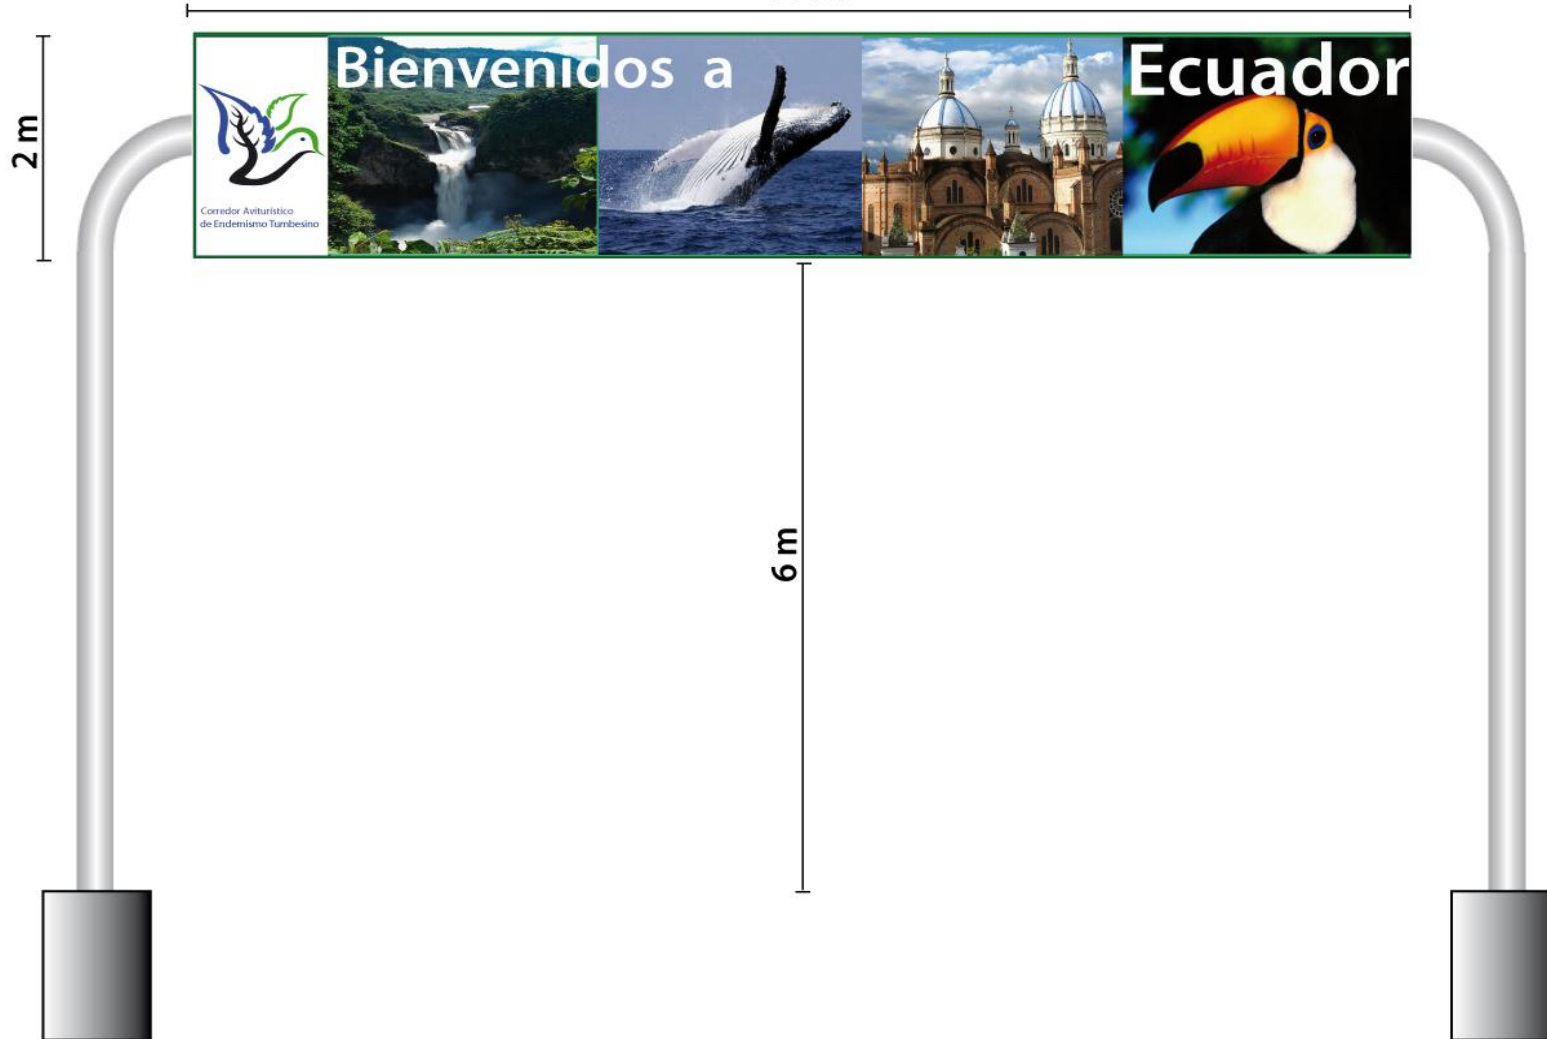 Bienvenidos a Ecuador
2 m
Corredor Aviturístico
de Endemismo Tumbesino
6 m